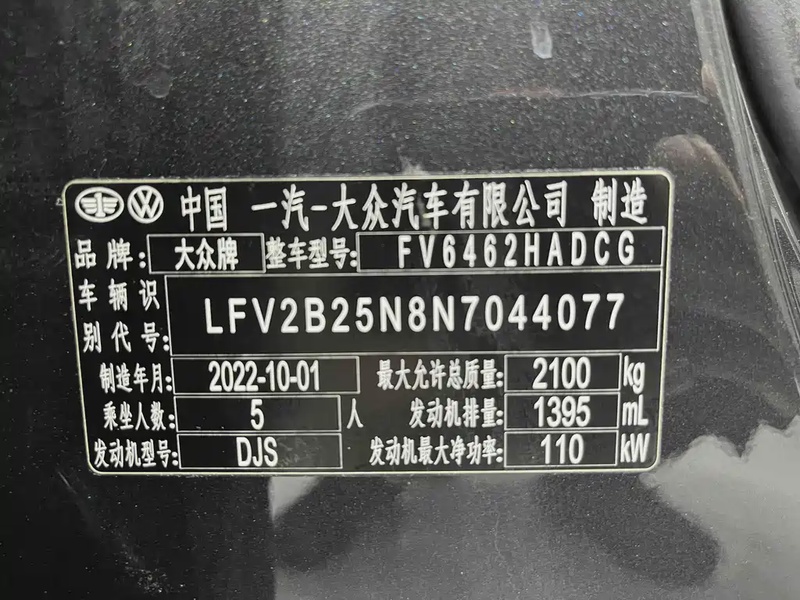 中国 一汽-大众汽车有限公司 制造
品牌: 大众牌 整车型号: FV6462HADCG
车辆识别代号: LFV2B25N8N7044077
制造年月: 2022-10-01 最大允许总质量: 2100 kg
乘坐人数: 5 人 发动机排量: 1395 mL
发动机型号: DJS 发动机最大净功率: 110 kW